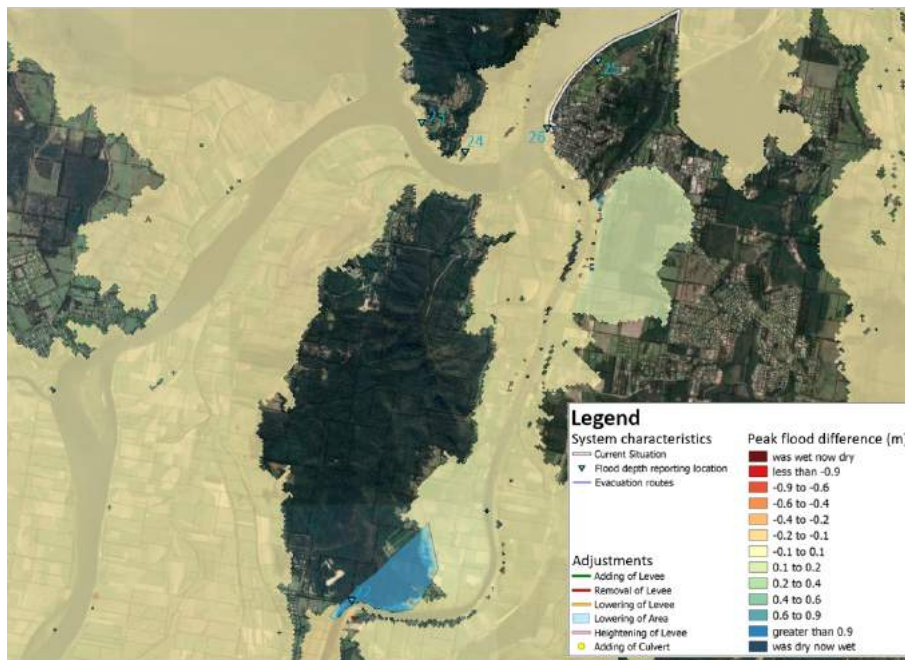 23
24
25
26
Legend
System characteristics
Current Situation
Flood depth reporting location
Evacuation routes
Adjustments
Adding of Levee
Removal of Levee
Lowering of Levee
Lowering of Area
Heightening of Levee
Adding of Culvert
Peak flood difference (m)
was wet now dry
less than -0.9
-0.9 to -0.6
-0.6 to -0.4
-0.4 to -0.2
-0.2 to -0.1
-0.1 to 0.1
0.1 to 0.2
0.2 to 0.4
0.4 to 0.6
0.6 to 0.9
greater than 0.9
was dry now wet